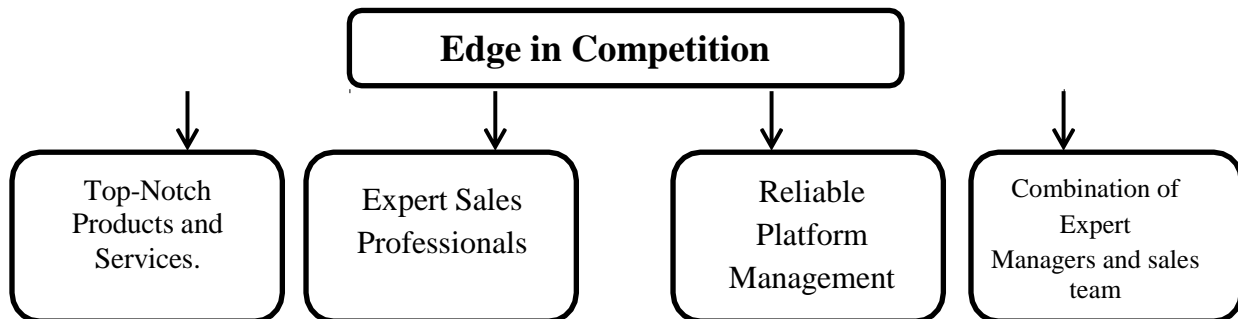 Edge in Competition
Top-Notch
Products and
Services.
Expert Sales
Professionals
Reliable
Platform
Management
Combination of
Expert
Managers and sales
team